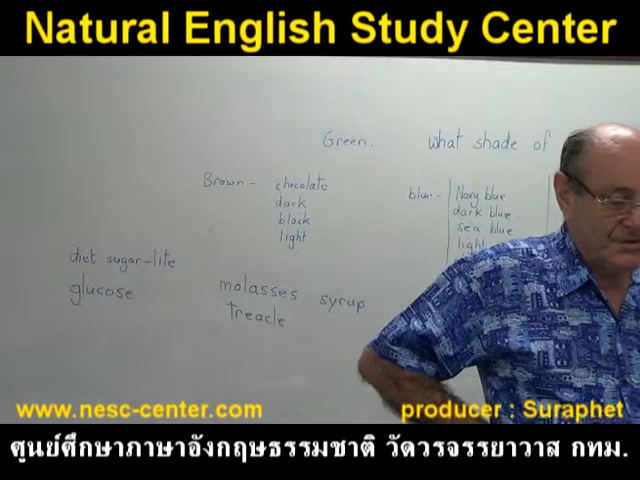 Natural English Study Center
Green. what shade of
Brown - chocolate
dark
block
light
blue - Navy blue
dark blue.
sea blue
light
diet sugar-lite
glucose
molasses syrup
treacle
www.nesc-center.com
producer : Suraphet
ศูนย์ศึกษาภาษาอังกฤษธรรมชาติ วัดวรจรรยาวาส กทม.